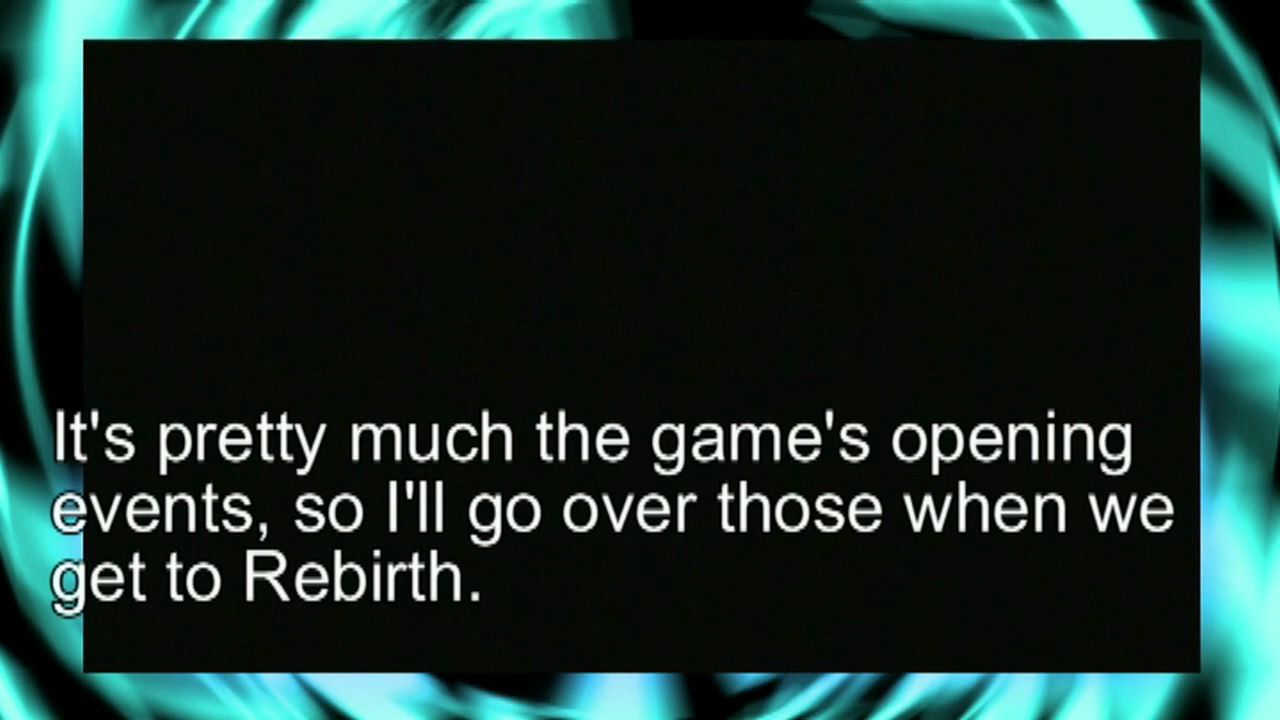 It's pretty much the game's opening
events, so I'll go over those when we
get to Rebirth.